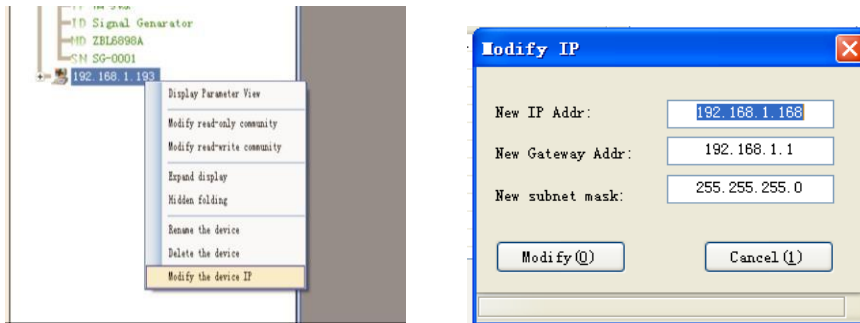 ID Signal Genarator
MD ZBL6898A
SN SG-0001
192.168.1.193
Display Parameter View
Modify read-only community
Modify read-write community
Expand display
Hidden folding
Rename the device
Delete the device
Modify the device IP
Modify IP
New IP Addr: 192.168.1.168
New Gateway Addr: 192.168.1.1
New subnet mask: 255.255.255.0
Modify(O) Cancel(1)